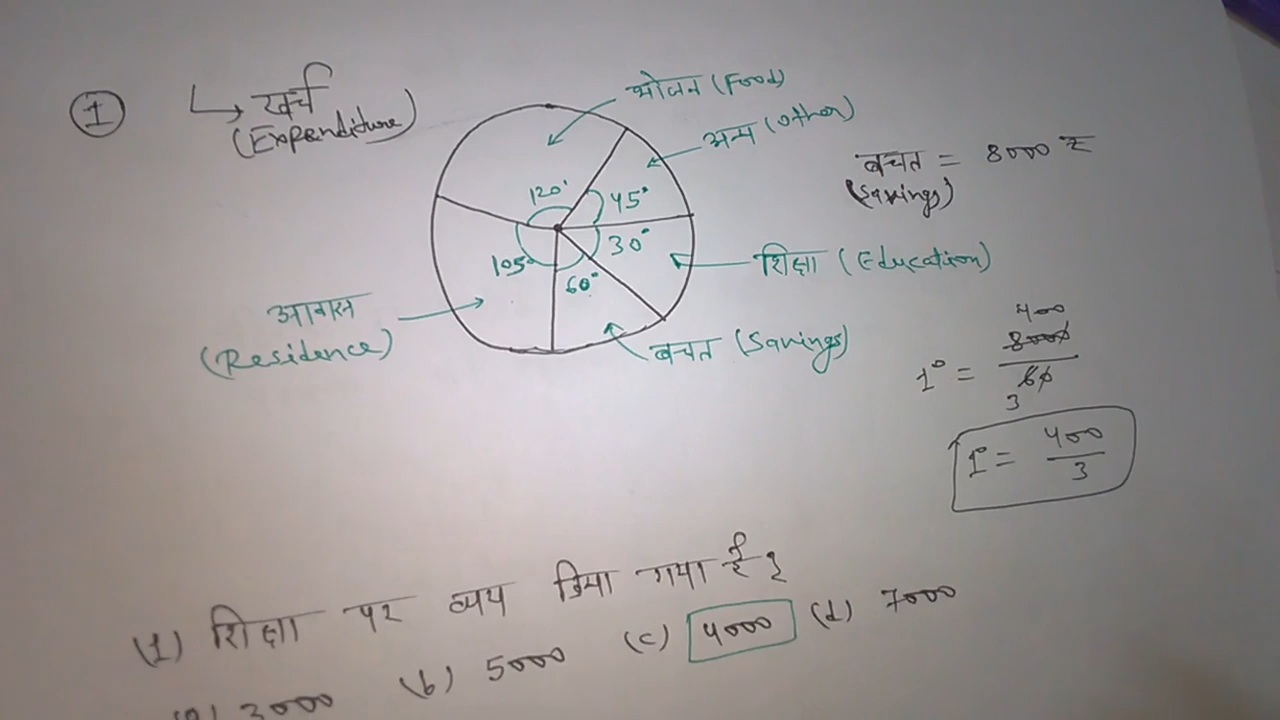 1
खर्च
(Expenditure)
भोजन (Food)
अन्य (Other)
120°
45°
30°
105°
60°
बचत = 8000 ₹
(Savings)
शिक्षा (Education)
आवास
(Residence)
बचत (Savings)
400
1° = 8000/60
3
1° = 400/3
(1) शिक्षा पर व्यय किया गया है ?
(a) 3000 (b) 5000 (c) 4000 (d) 7000